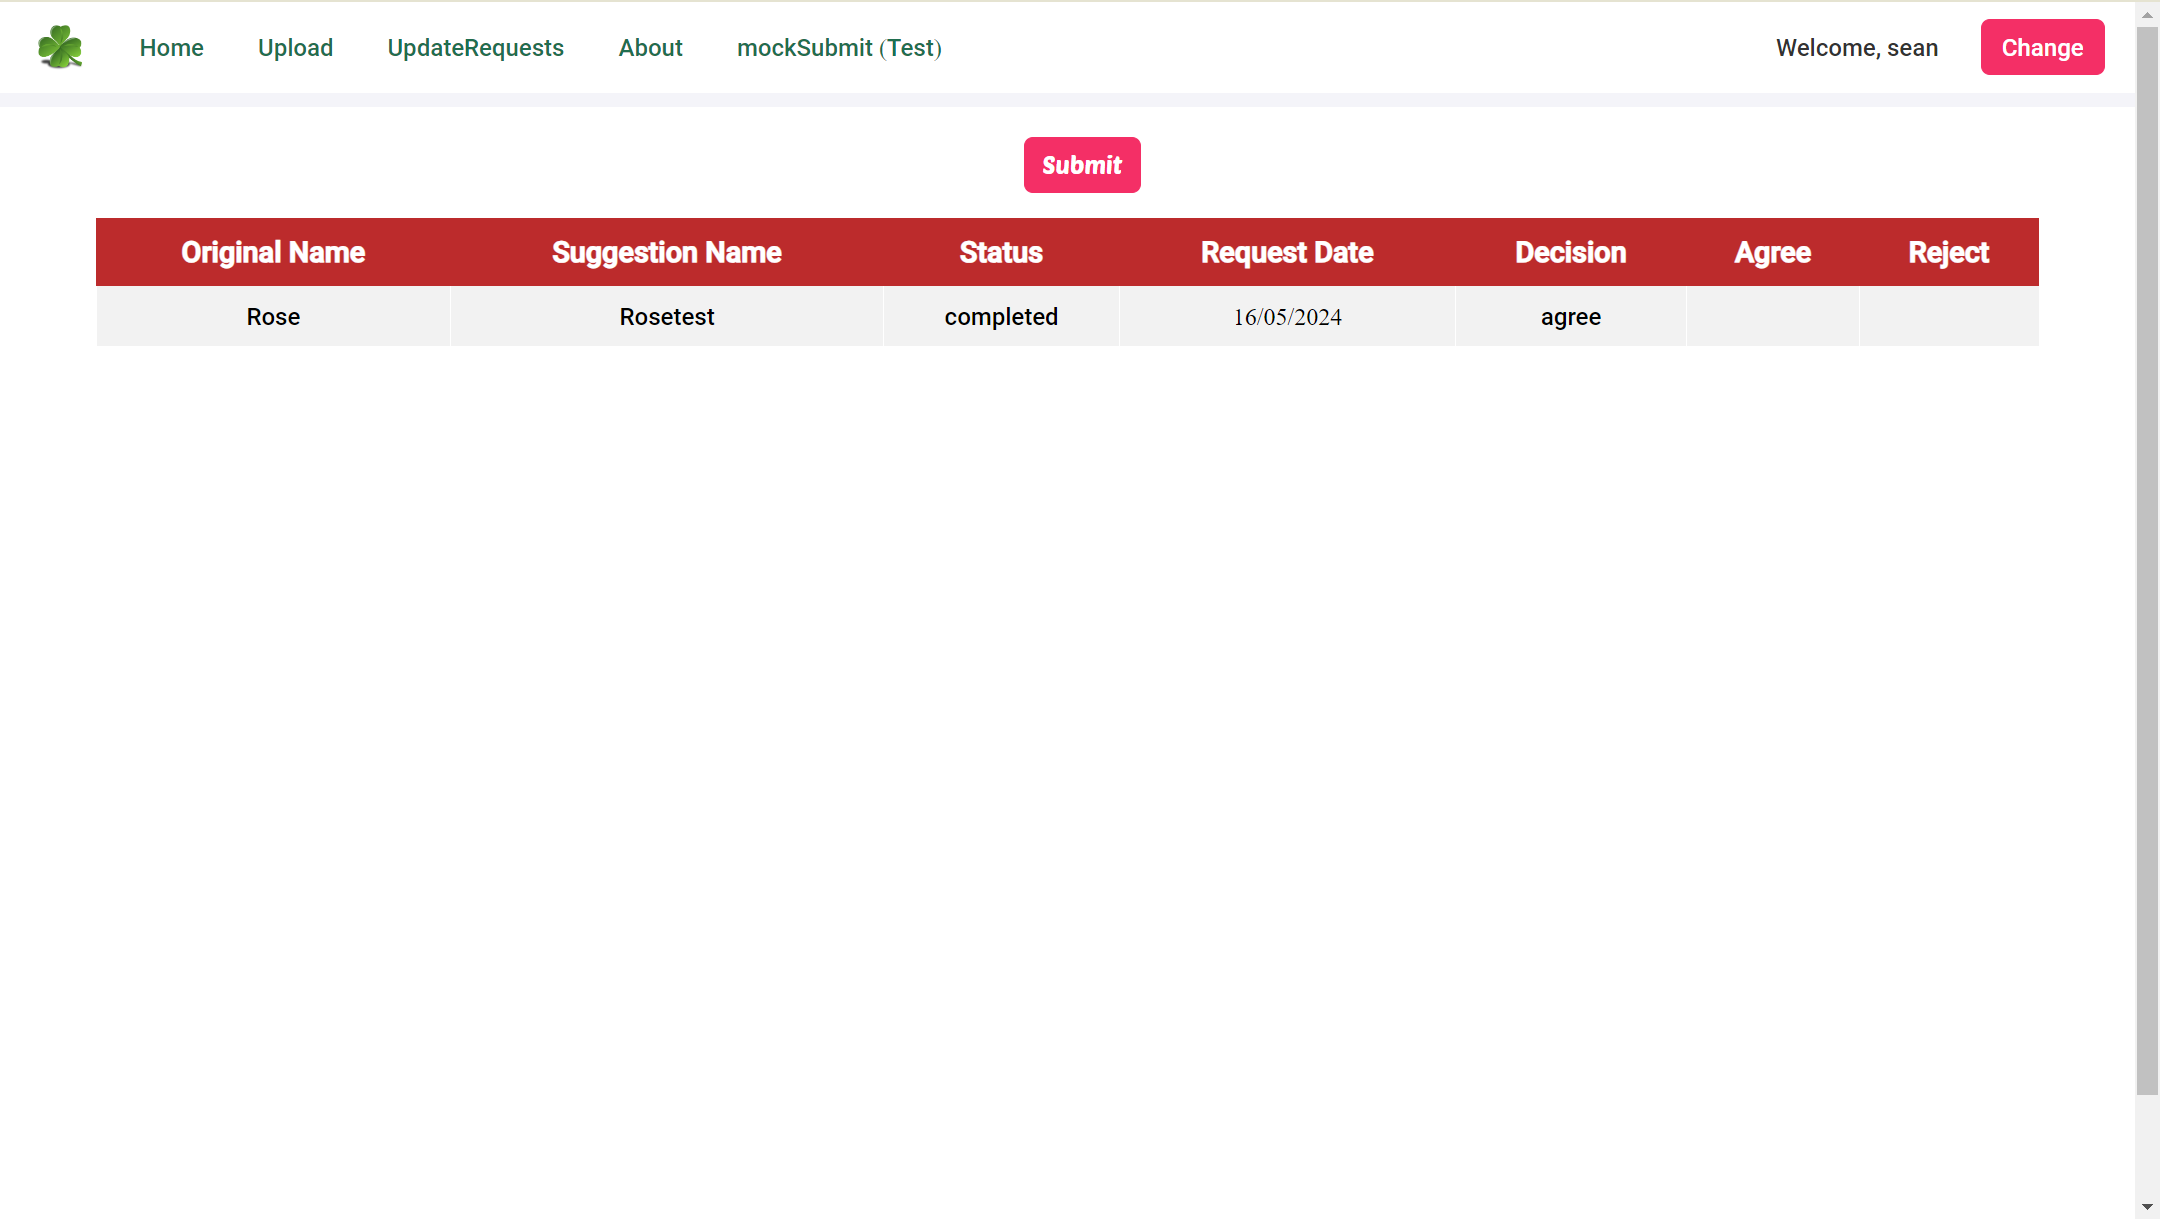 Home Upload UpdateRequests About mockSubmit (Test) Welcome, sean Change
Submit
Original Name Suggestion Name Status Request Date Decision Agree Reject
Rose Rosetest completed 16/05/2024 agree